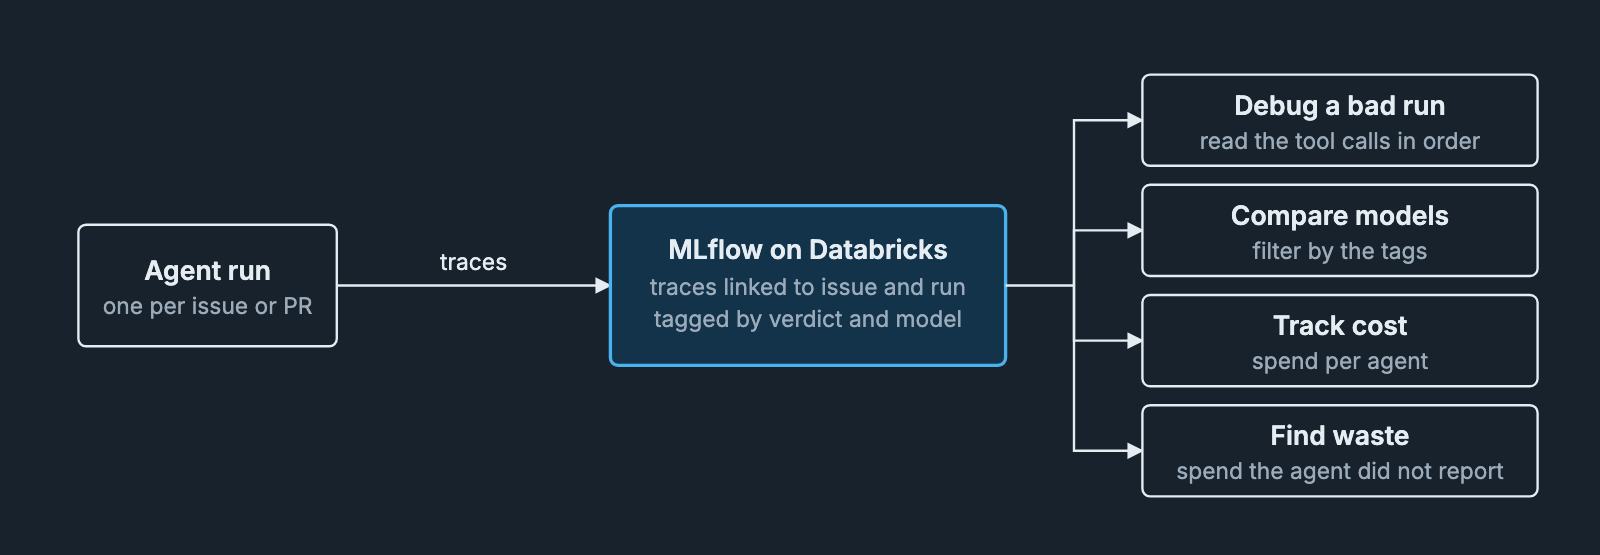 Agent run
one per issue or PR
traces
MLflow on Databricks
traces linked to issue and run
tagged by verdict and model
Debug a bad run
read the tool calls in order
Compare models
filter by the tags
Track cost
spend per agent
Find waste
spend the agent did not report